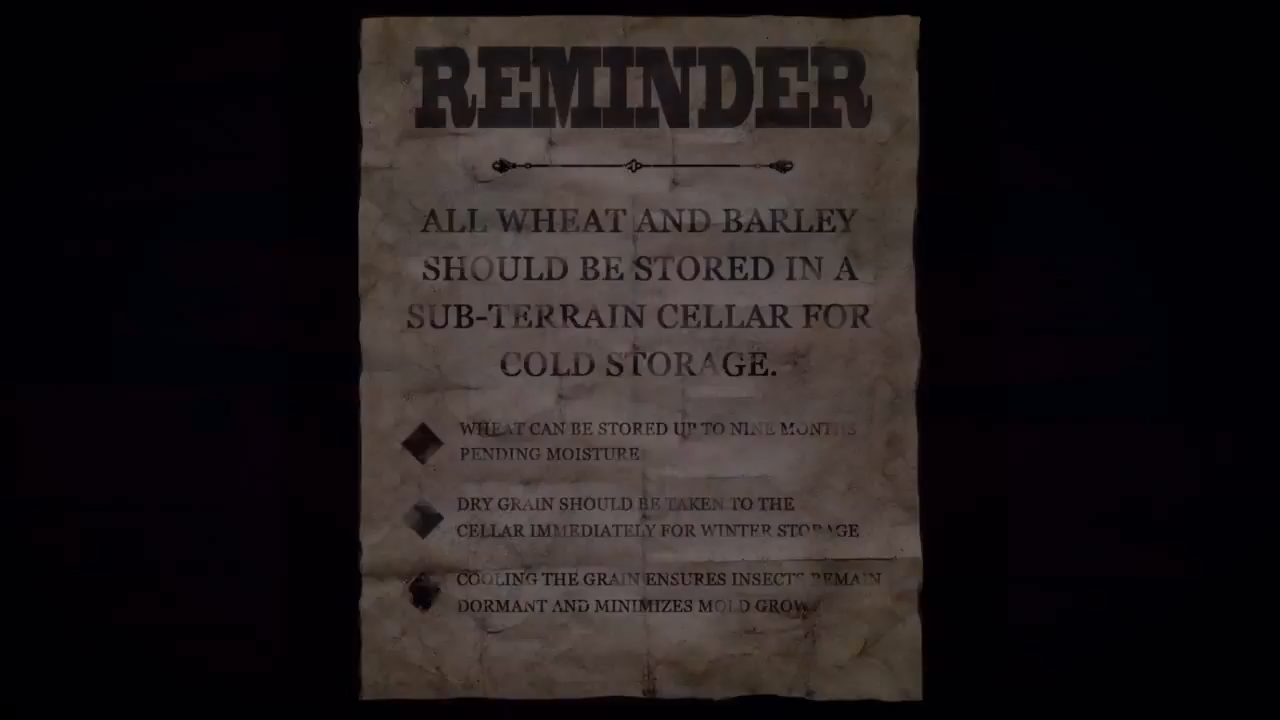 REMINDER
ALL WHEAT AND BARLEY
SHOULD BE STORED IN A
SUB-TERRAIN CELLAR FOR
COLD STORAGE.
WHEAT CAN BE STORED UP TO NINE MONTHS
PENDING MOISTURE
DRY GRAIN SHOULD BE TAKEN TO THE
CELLAR IMMEDIATELY FOR WINTER STORAGE
COOLING THE GRAIN ENSURES INSECTS REMAIN
DORMANT AND MINIMIZES MOLD